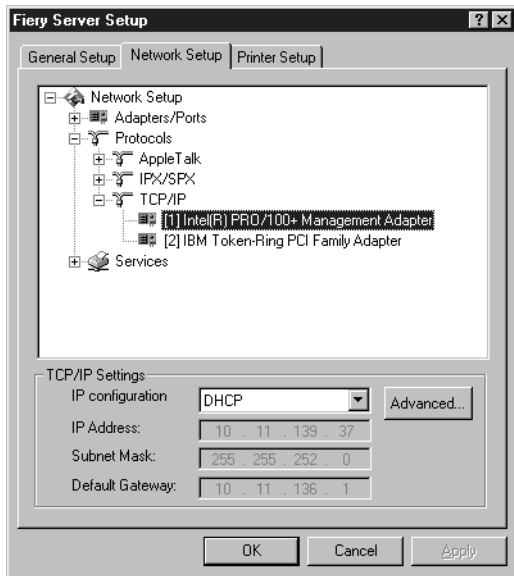 Fiery Server Setup
General Setup Network Setup Printer Setup
Network Setup
Adapters/Ports
Protocols
AppleTalk
IPX/SPX
TCP/IP
[1] Intel(R) PRO/100+ Management Adapter
[2] IBM Token-Ring PCI Family Adapter
Services
TCP/IP Settings
IP configuration DHCP Advanced...
IP Address: 10 . 11 . 139 . 37
Subnet Mask: 255 . 255 . 252 . 0
Default Gateway: 10 . 11 . 136 . 1
OK Cancel Apply